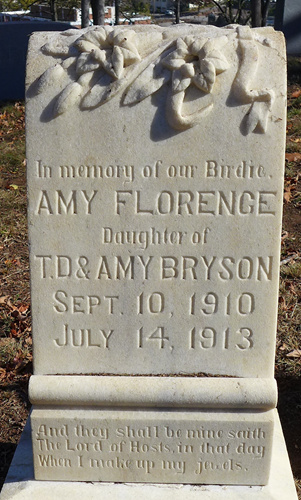 In memory of our Birdie.
AMY FLORENCE
Daughter of
T.D & AMY BRYSON
SEPT. 10, 1910
JULY 14, 1913
And they shall be mine saith
The Lord of Hosts, in that day
When I make up my jewels.